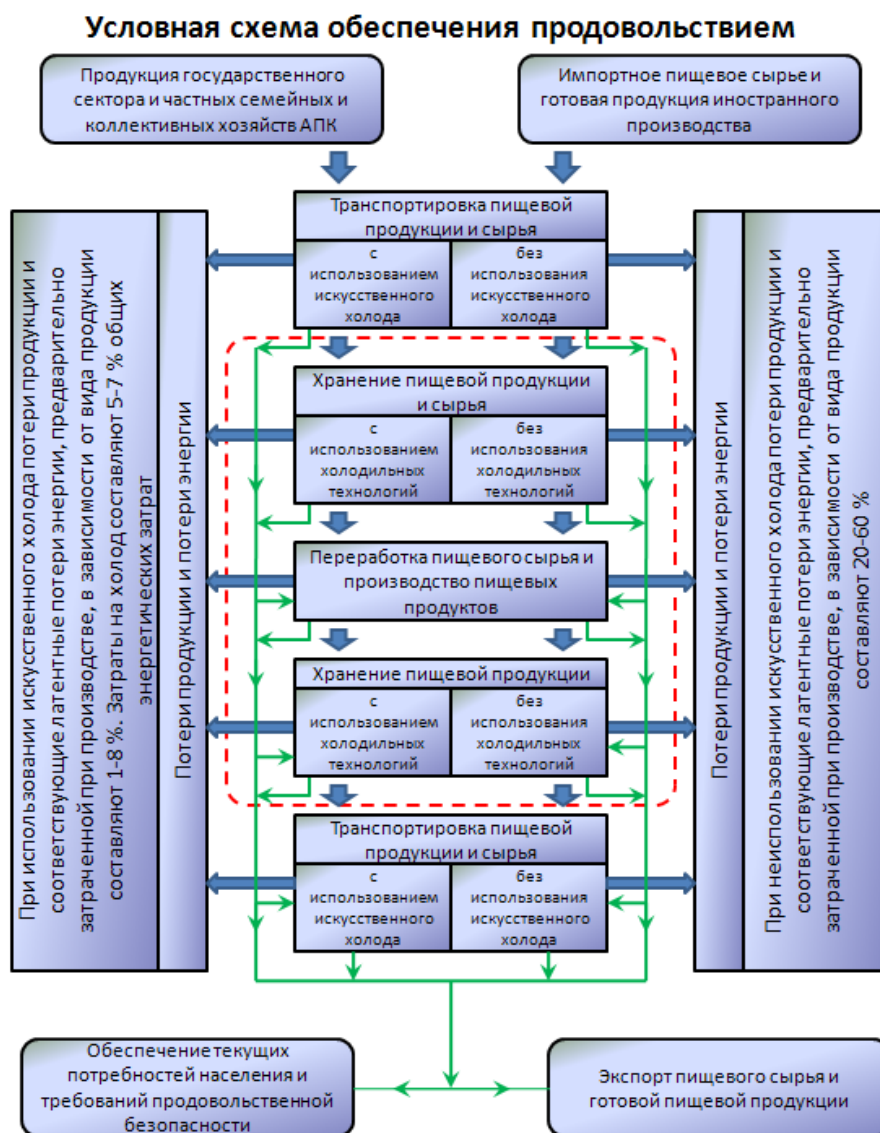 Условная схема обеспечения продовольствием
Продукция государственного
сектора и частных семейных и
коллективных хозяйств АПК
Импортное пищевое сырье и
готовая продукция иностранного
производства
При использовании искусственного холода потери продукции и
соответствующие латентные потери энергии, предварительно
затраченной при производстве, в зависимости от вида продукции
составляют 1-8 %. Затраты на холод составляют 5-7 % общих
энергетических затрат
Потери продукции и потери энергии
Транспортировка пищевой
продукции и сырья
с
использованием
искусственного
холода
без
использования
искусственного
холода
Хранение пищевой продукции
и сырья
с
использованием
холодильных
технологий
без
использования
холодильных
технологий
Переработка пищевого сырья и
производство пищевых
продуктов
Хранение пищевой продукции
с
использованием
холодильных
технологий
без
использования
холодильных
технологий
Транспортировка пищевой
продукции и сырья
с
использованием
искусственного
холода
без
использования
искусственного
холода
Потери продукции и потери энергии
При неиспользовании искусственного холода потери продукции и
соответствующие латентные потери энергии, предварительно
затраченной при производстве, в зависимости от вида продукции
составляют 20-60 %
Обеспечение текущих
потребностей населения и
требований продовольственной
безопасности
Экспорт пищевого сырья и
готовой пищевой продукции